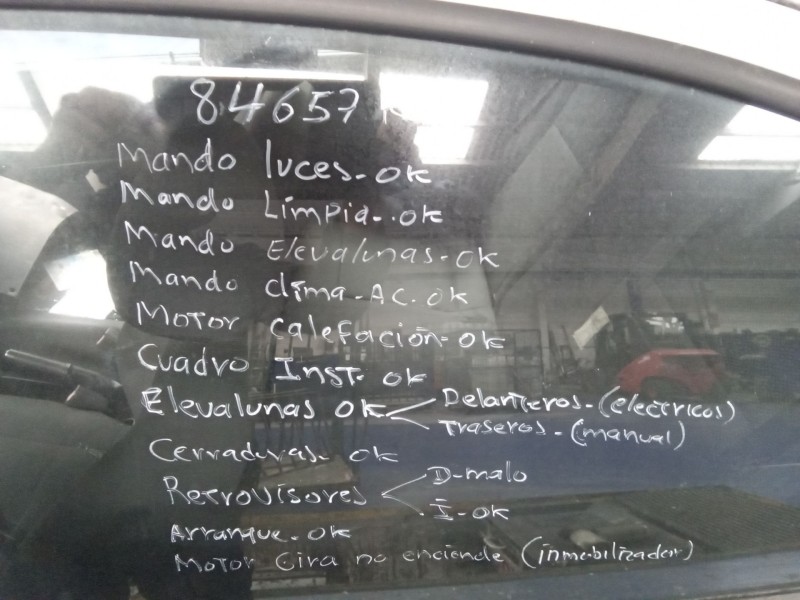 84657
Mando luces - OK
Mando Limpia - OK
Mando Elevalunas - OK
Mando clima - AC. OK
Motor calefación - OK
Cuadro Inst. OK
Elevalunas OK < Delanteros - (electricos)
Traseros - (manual)
Cerraduras - OK
Retrovisores < D - malo
I - OK
Arranque - OK
Motor Gira no enciende (inmobilizador)